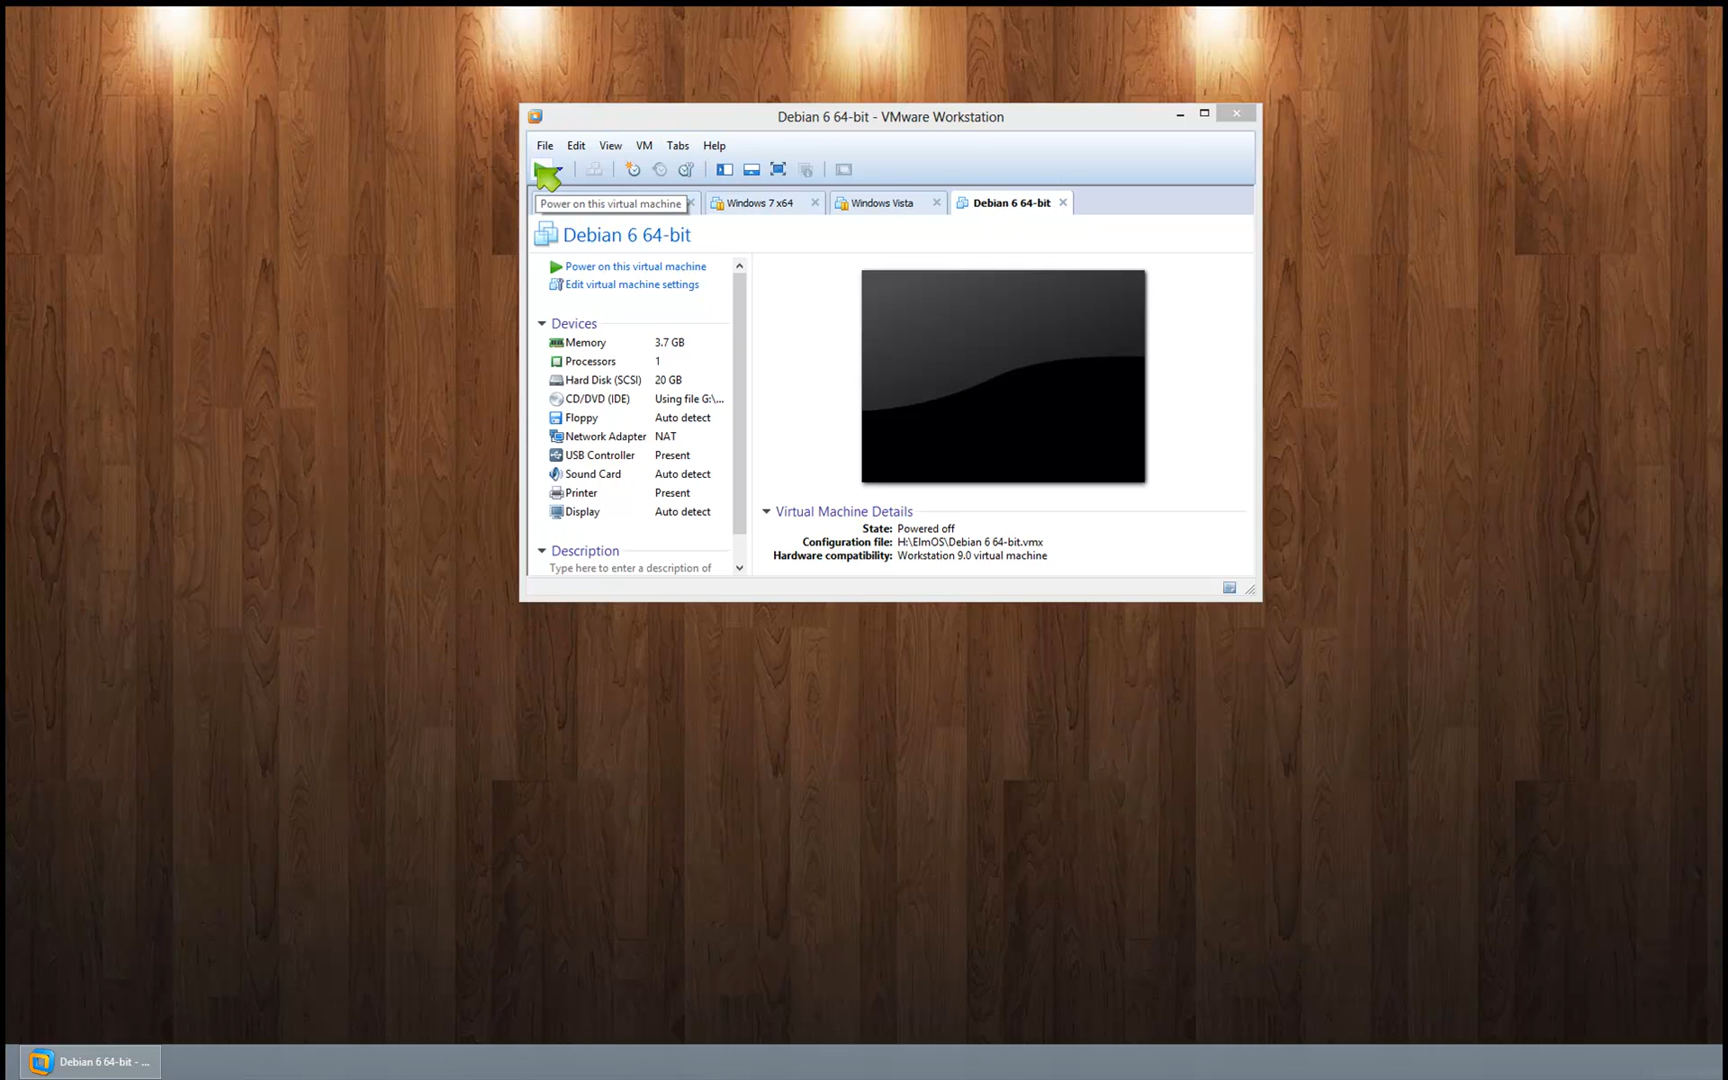 Debian 6 64-bit - VMware Workstation
File Edit View VM Tabs Help
Power on this virtual machine Windows 7 x64 Windows Vista Debian 6 64-bit
Debian 6 64-bit
Power on this virtual machine
Edit virtual machine settings
Devices
Memory 3.7 GB
Processors 1
Hard Disk (SCSI) 20 GB
CD/DVD (IDE) Using file G:\...
Floppy Auto detect
Network Adapter NAT
USB Controller Present
Sound Card Auto detect
Printer Present
Display Auto detect
Description
Type here to enter a description of
Virtual Machine Details
State: Powered off
Configuration file: H:\ElmOS\Debian 6 64-bit.vmx
Hardware compatibility: Workstation 9.0 virtual machine
Debian 6 64-bit - ...